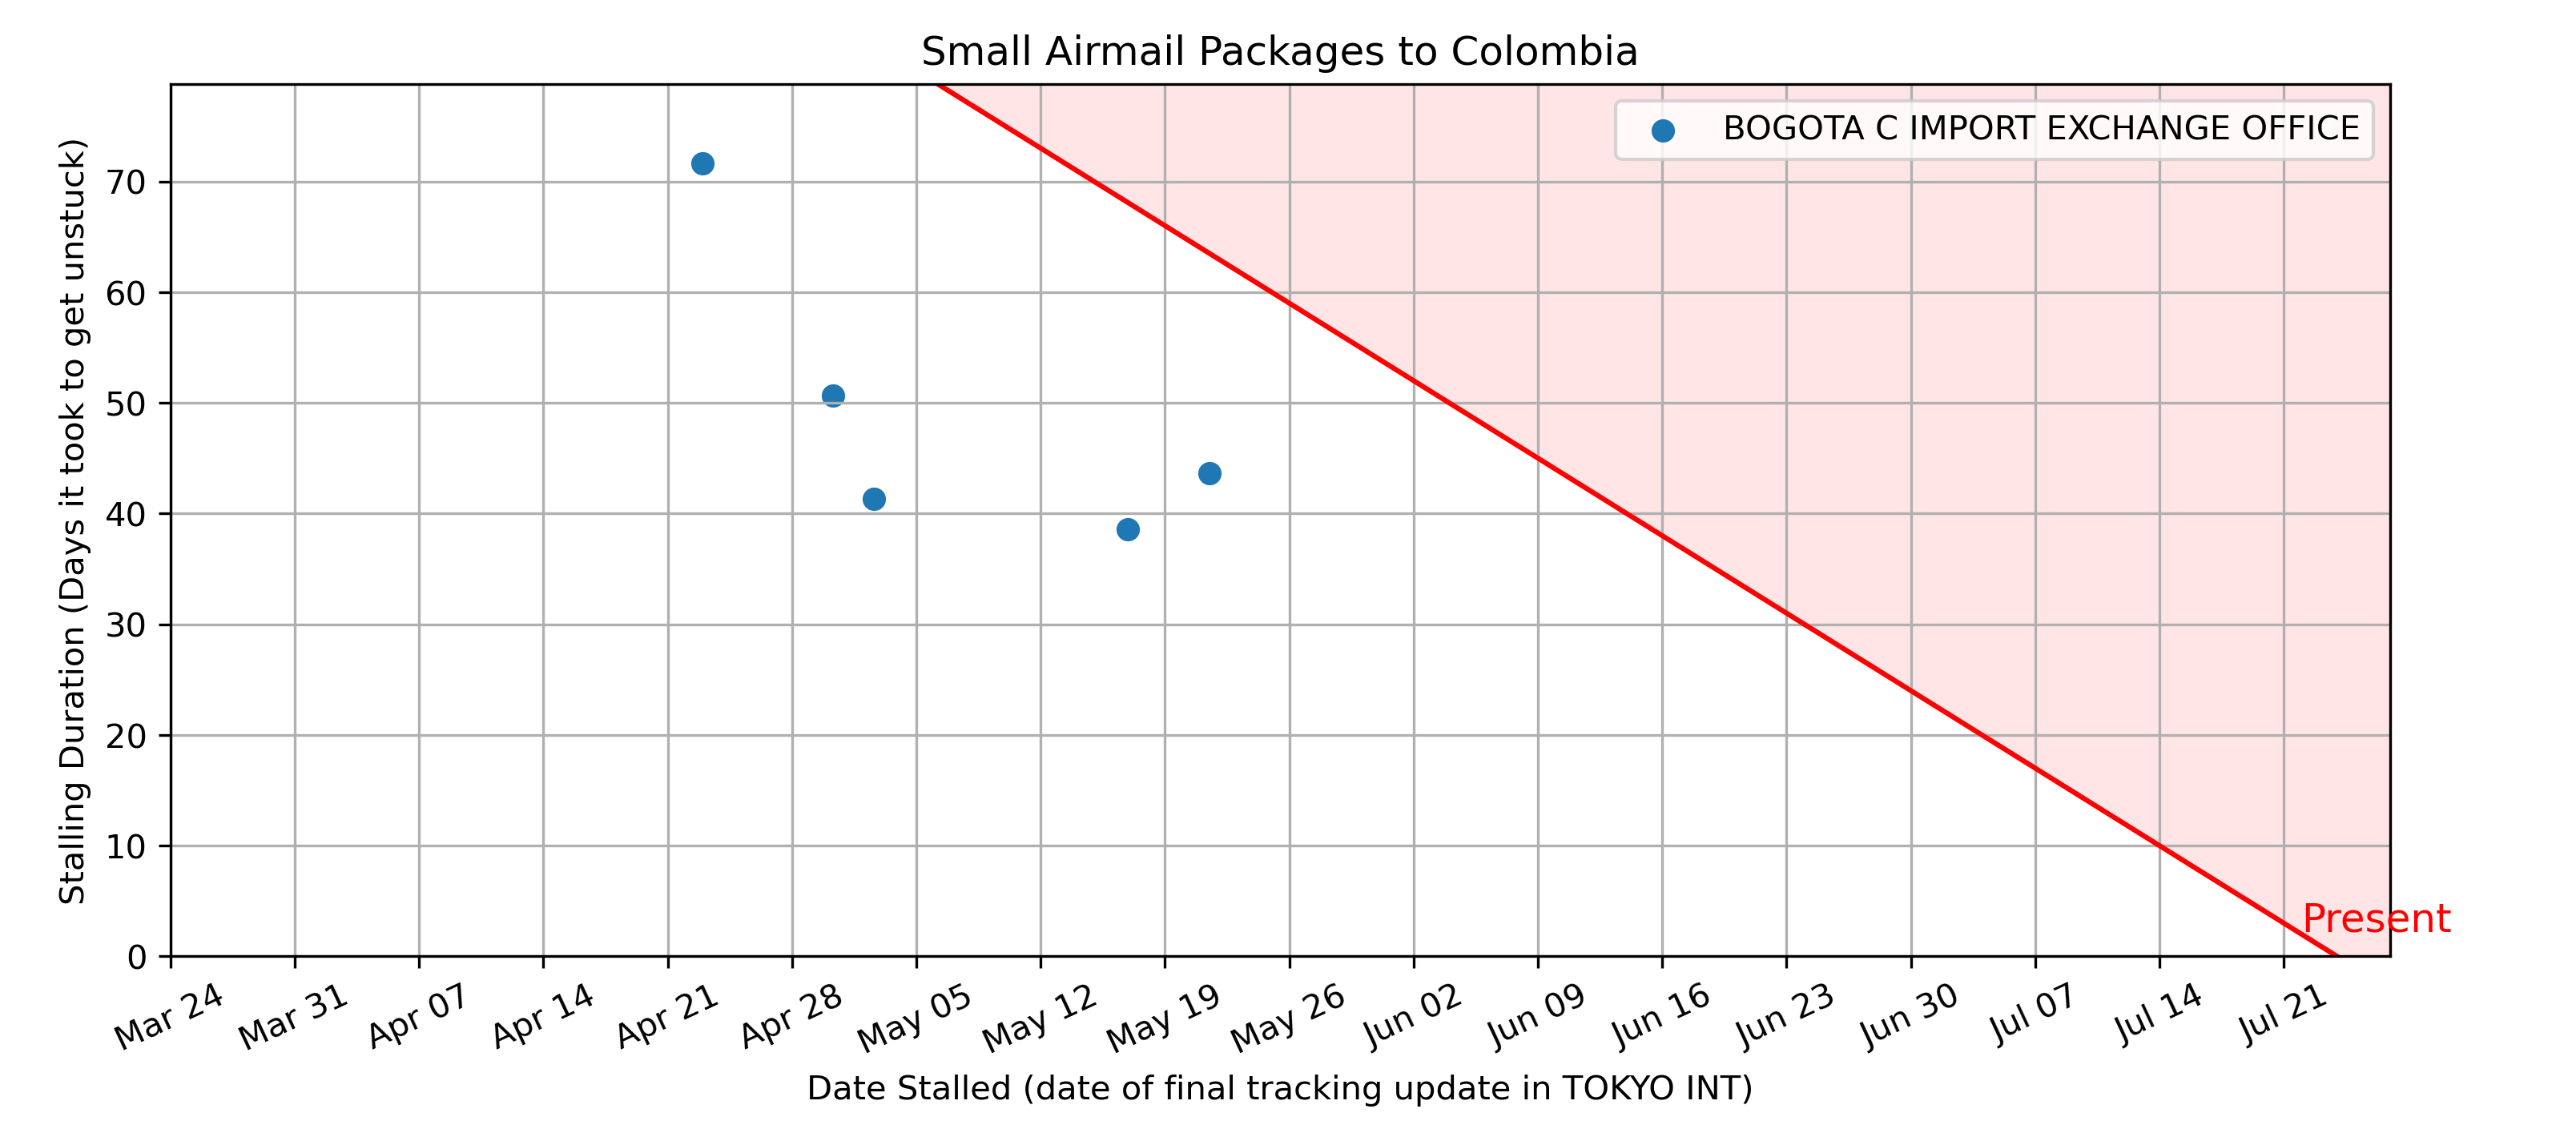 Small Airmail Packages to Colombia
BOGOTA C IMPORT EXCHANGE OFFICE
Stalling Duration (Days it took to get unstuck)
70
60
50
40
30
20
10
0
Present
Mar 24
Mar 31
Apr 07
Apr 14
Apr 21
Apr 28
May 05
May 12
May 19
May 26
Jun 02
Jun 09
Jun 16
Jun 23
Jun 30
Jul 07
Jul 14
Jul 21
Date Stalled (date of final tracking update in TOKYO INT)